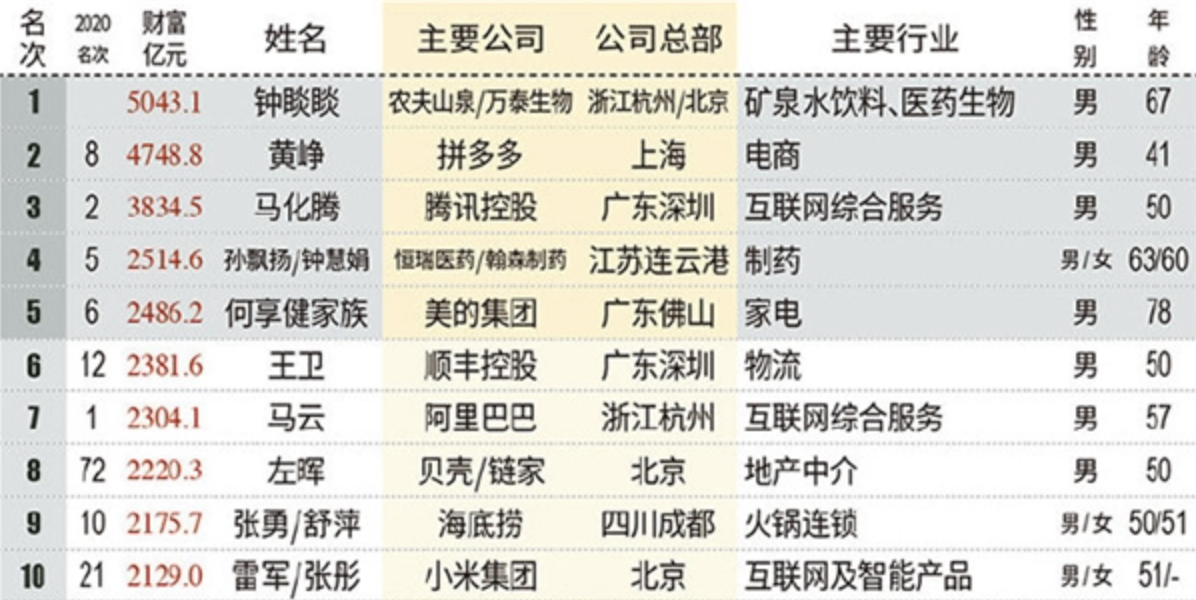 名次 2020名次 财富亿元 姓名 主要公司 公司总部 主要行业 性别 年龄
1 5043.1 钟睒睒 农夫山泉/万泰生物 浙江杭州/北京 矿泉水饮料、医药生物 男 67
2 8 4748.8 黄峥 拼多多 上海 电商 男 41
3 2 3834.5 马化腾 腾讯控股 广东深圳 互联网综合服务 男 50
4 5 2514.6 孙飘扬/钟慧娟 恒瑞医药/翰森制药 江苏连云港 制药 男/女 63/60
5 6 2486.2 何享健家族 美的集团 广东佛山 家电 男 78
6 12 2381.6 王卫 顺丰控股 广东深圳 物流 男 50
7 1 2304.1 马云 阿里巴巴 浙江杭州 互联网综合服务 男 57
8 72 2220.3 左晖 贝壳/链家 北京 地产中介 男 50
9 10 2175.7 张勇/舒萍 海底捞 四川成都 火锅连锁 男/女 50/51
10 21 2129.0 雷军/张彤 小米集团 北京 互联网及智能产品 男/女 51/-